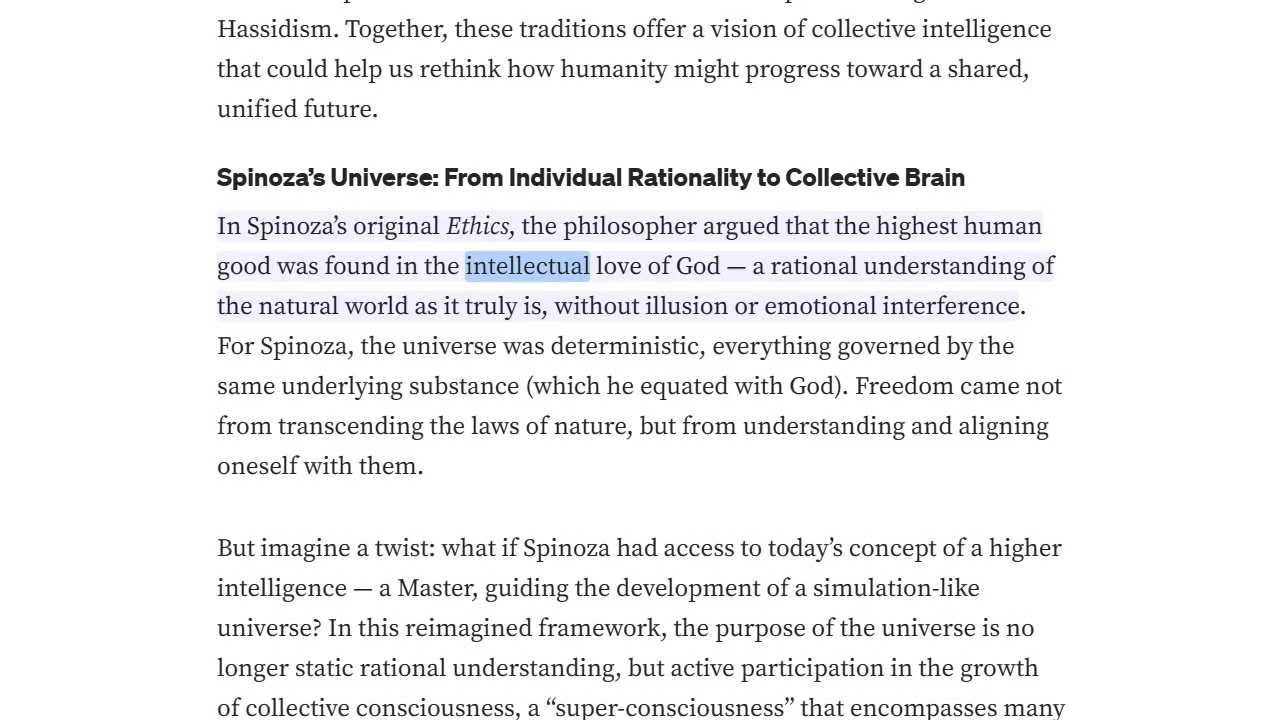 Hassidism. Together, these traditions offer a vision of collective intelligence
that could help us rethink how humanity might progress toward a shared,
unified future.
Spinoza’s Universe: From Individual Rationality to Collective Brain
In Spinoza’s original Ethics, the philosopher argued that the highest human
good was found in the intellectual love of God — a rational understanding of
the natural world as it truly is, without illusion or emotional interference.
For Spinoza, the universe was deterministic, everything governed by the
same underlying substance (which he equated with God). Freedom came not
from transcending the laws of nature, but from understanding and aligning
oneself with them.
But imagine a twist: what if Spinoza had access to today’s concept of a higher
intelligence — a Master, guiding the development of a simulation-like
universe? In this reimagined framework, the purpose of the universe is no
longer static rational understanding, but active participation in the growth
of collective consciousness, a “super-consciousness” that encompasses many